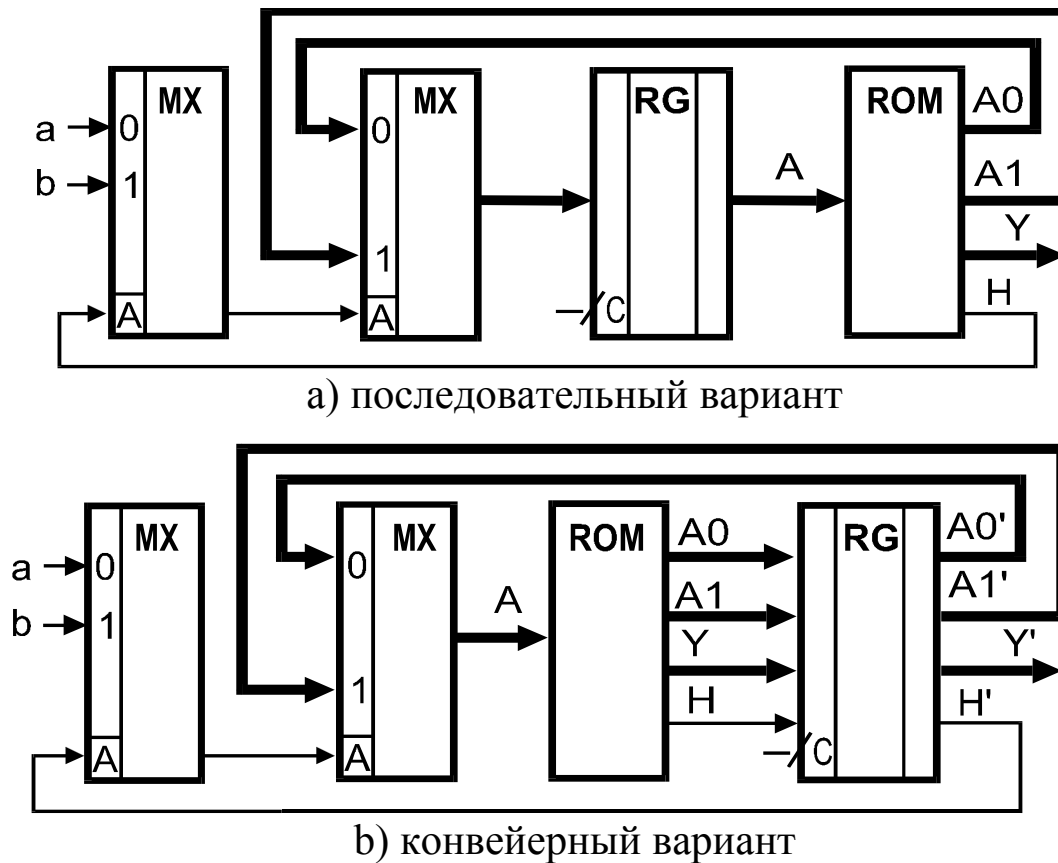 MX MX RG ROM A0
a 0 0
b 1 A A1
Y
1 H
A A C
а) последовательный вариант
MX MX ROM A0 RG A0'
a 0 0 A1 A1'
b 1 A Y Y'
1 H H'
A A C
b) конвейерный вариант